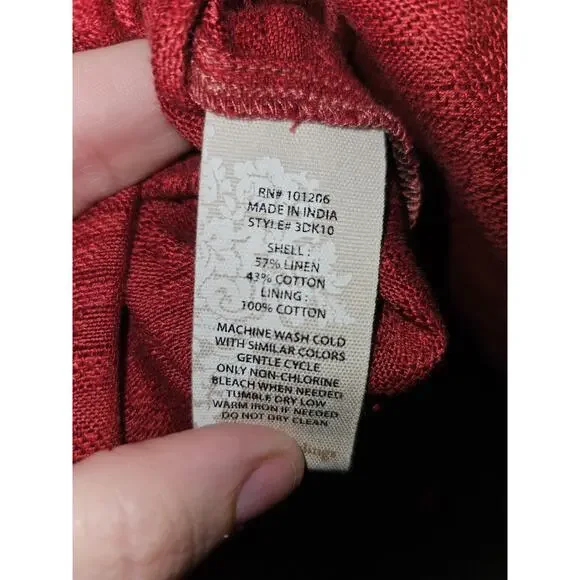 RN# 101206
MADE IN INDIA
STYLE# 3DK10
SHELL :
57% LINEN
43% COTTON
LINING :
100% COTTON
MACHINE WASH COLD
WITH SIMILAR COLORS
GENTLE CYCLE
ONLY NON-CHLORINE
BLEACH WHEN NEEDED
TUMBLE DRY LOW
WARM IRON IF NEEDED
DO NOT DRY CLEAN